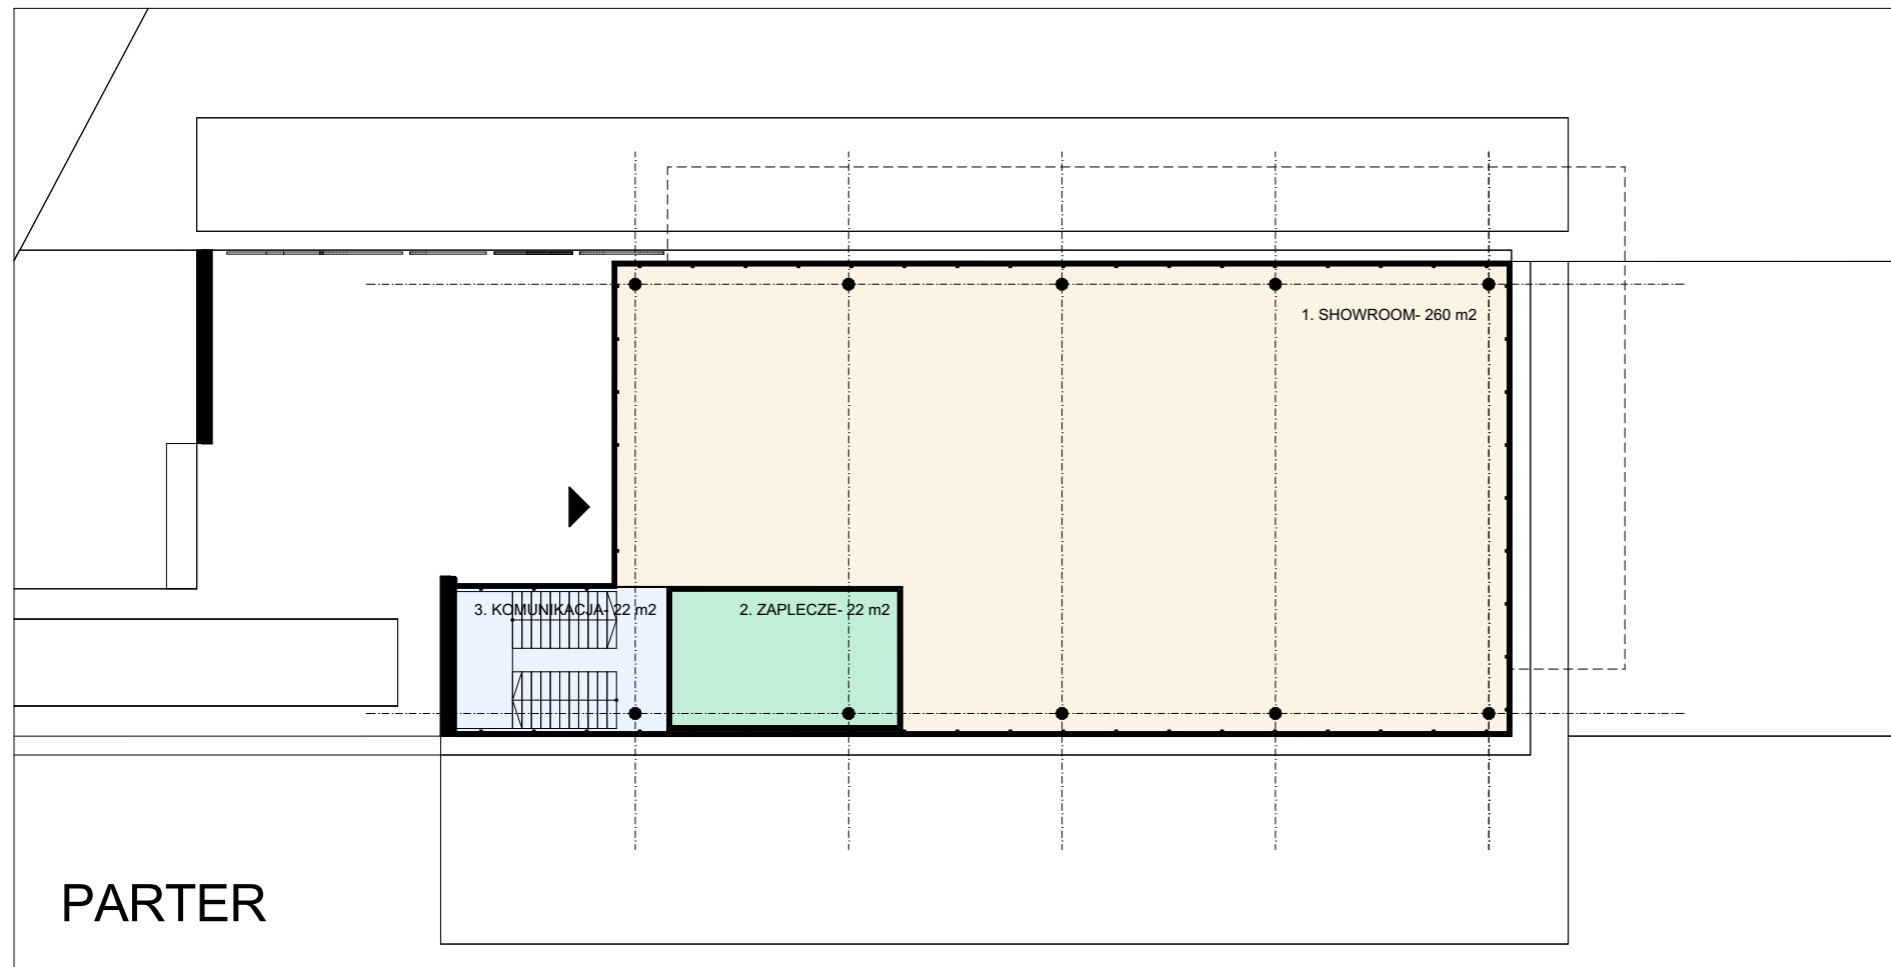 1. SHOWROOM- 260 m2
3. KOMUNIKACJA- 22 m2
2. ZAPLECZE- 22 m2
PARTER